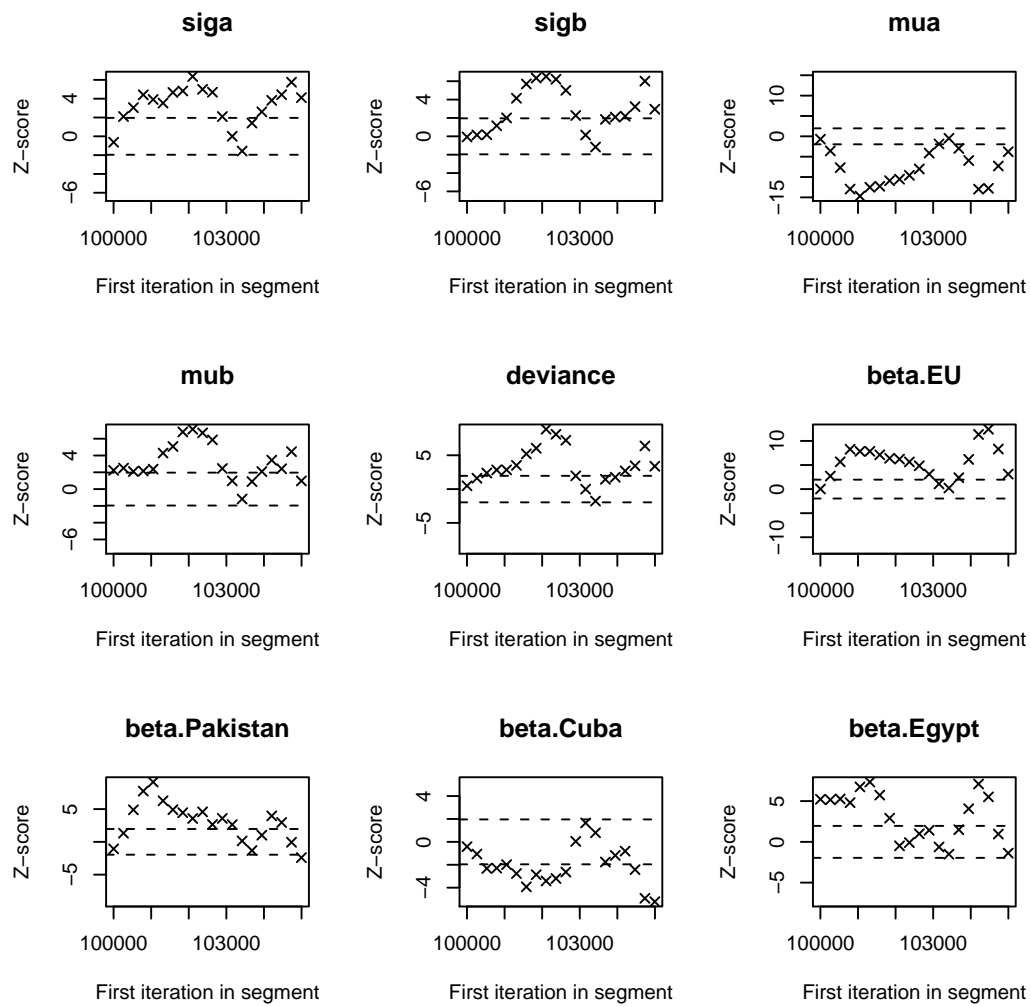 siga
Z−score
4
0
−6
100000 103000
First iteration in segment
sigb
Z−score
4
0
−6
100000 103000
First iteration in segment
mua
Z−score
10
0
−15
100000 103000
First iteration in segment
mub
Z−score
4
0
−6
100000 103000
First iteration in segment
deviance
Z−score
5
−5
100000 103000
First iteration in segment
beta.EU
Z−score
10
0
−10
100000 103000
First iteration in segment
beta.Pakistan
Z−score
5
−5
100000 103000
First iteration in segment
beta.Cuba
Z−score
4
0
−4
100000 103000
First iteration in segment
beta.Egypt
Z−score
5
−5
100000 103000
First iteration in segment